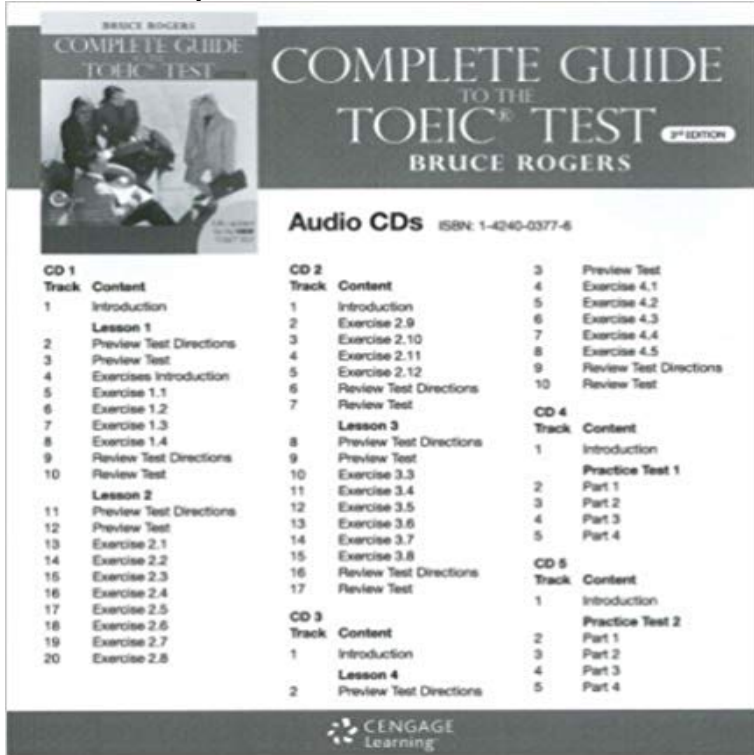 BRUCE ROGERS
COMPLETE GUIDE
TO THE
TOEIC® TEST
COMPLETE GUIDE
TO THE
TOEIC® TEST
3rd EDITION
BRUCE ROGERS
Audio CDs ISBN: 1-4240-0377-6
CD 1
Track Content
1 Introduction
Lesson 1
2 Preview Test Directions
3 Preview Test
4 Exercises Introduction
5 Exercise 1.1
6 Exercise 1.2
7 Exercise 1.3
8 Exercise 1.4
9 Review Test Directions
10 Review Test
Lesson 2
11 Preview Test Directions
12 Preview Test
13 Exercise 2.1
14 Exercise 2.2
15 Exercise 2.3
16 Exercise 2.4
17 Exercise 2.5
18 Exercise 2.6
19 Exercise 2.7
20 Exercise 2.8
CD 2
Track Content
1 Introduction
2 Exercise 2.9
3 Exercise 2.10
4 Exercise 2.11
5 Exercise 2.12
6 Review Test Directions
7 Review Test
Lesson 3
8 Preview Test Directions
9 Preview Test
10 Exercise 3.3
11 Exercise 3.4
12 Exercise 3.5
13 Exercise 3.6
14 Exercise 3.7
15 Exercise 3.8
16 Review Test Directions
17 Review Test
CD 3
Track Content
1 Introduction
Lesson 4
2 Preview Test Directions
3 Preview Test
4 Exercise 4.1
5 Exercise 4.2
6 Exercise 4.3
7 Exercise 4.4
8 Exercise 4.5
9 Review Test Directions
10 Review Test
CD 4
Track Content
1 Introduction
Practice Test 1
2 Part 1
3 Part 2
4 Part 3
5 Part 4
CD 5
Track Content
1 Introduction
Practice Test 2
2 Part 1
3 Part 2
4 Part 3
5 Part 4
CENGAGE
Learning™